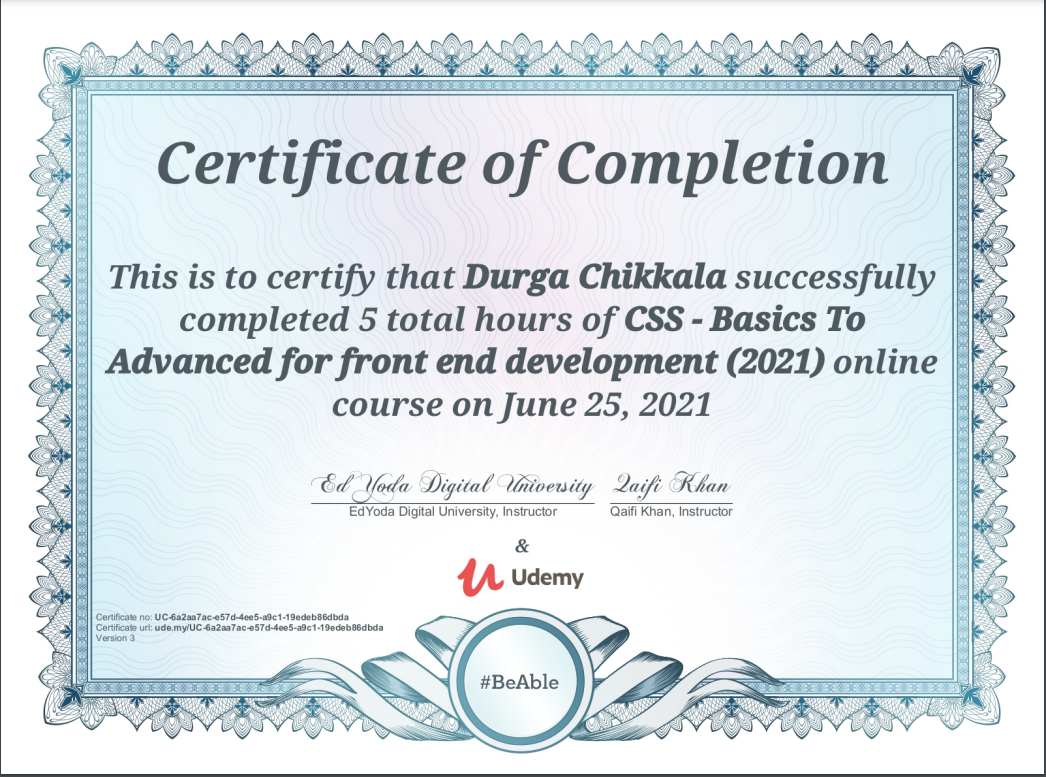 Certificate of Completion
This is to certify that Durga Chikkala successfully
completed 5 total hours of CSS - Basics To
Advanced for front end development (2021) online
course on June 25, 2021
Ed Yoda Digital University Qaifi Khan
EdYoda Digital University, Instructor Qaifi Khan, Instructor
&
Udemy
Certificate no: UC-6a2aa7ac-e57d-4ee5-a9c1-19edeb86dbda
Certificate url: ude.my/UC-6a2aa7ac-e57d-4ee5-a9c1-19edeb86dbda
Version 3
#BeAble